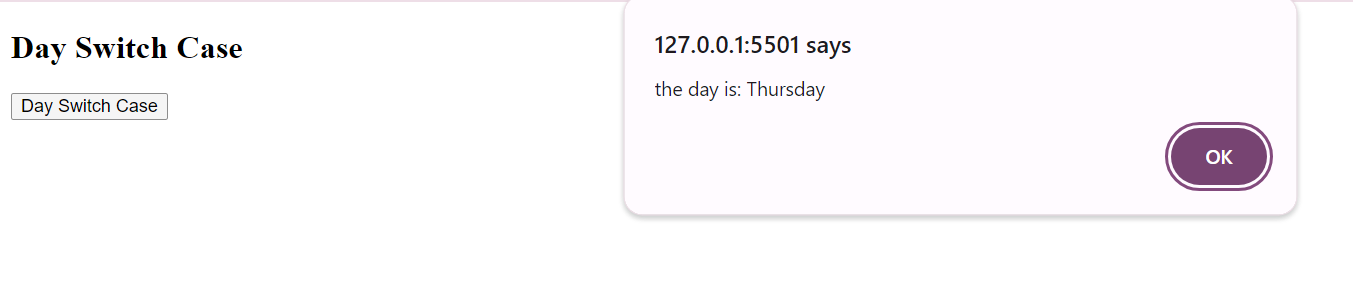 Day Switch Case
Day Switch Case
127.0.0.1:5501 says
the day is: Thursday
OK